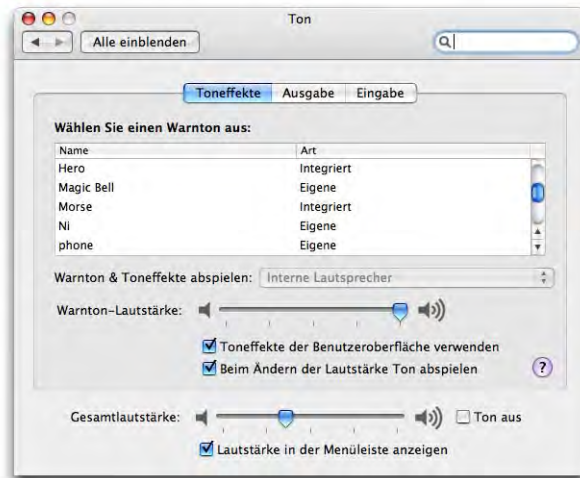 Ton
Alle einblenden
Toneffekte Ausgabe Eingabe
Wählen Sie einen Warnton aus:
Name Art
Hero Integriert
Magic Bell Eigene
Morse Integriert
Ni Eigene
phone Eigene
Warnton & Toneffekte abspielen: Interne Lautsprecher
Warnton-Lautstärke:
Toneffekte der Benutzeroberfläche verwenden
Beim Ändern der Lautstärke Ton abspielen ?
Gesamtlautstärke: Ton aus
Lautstärke in der Menüleiste anzeigen